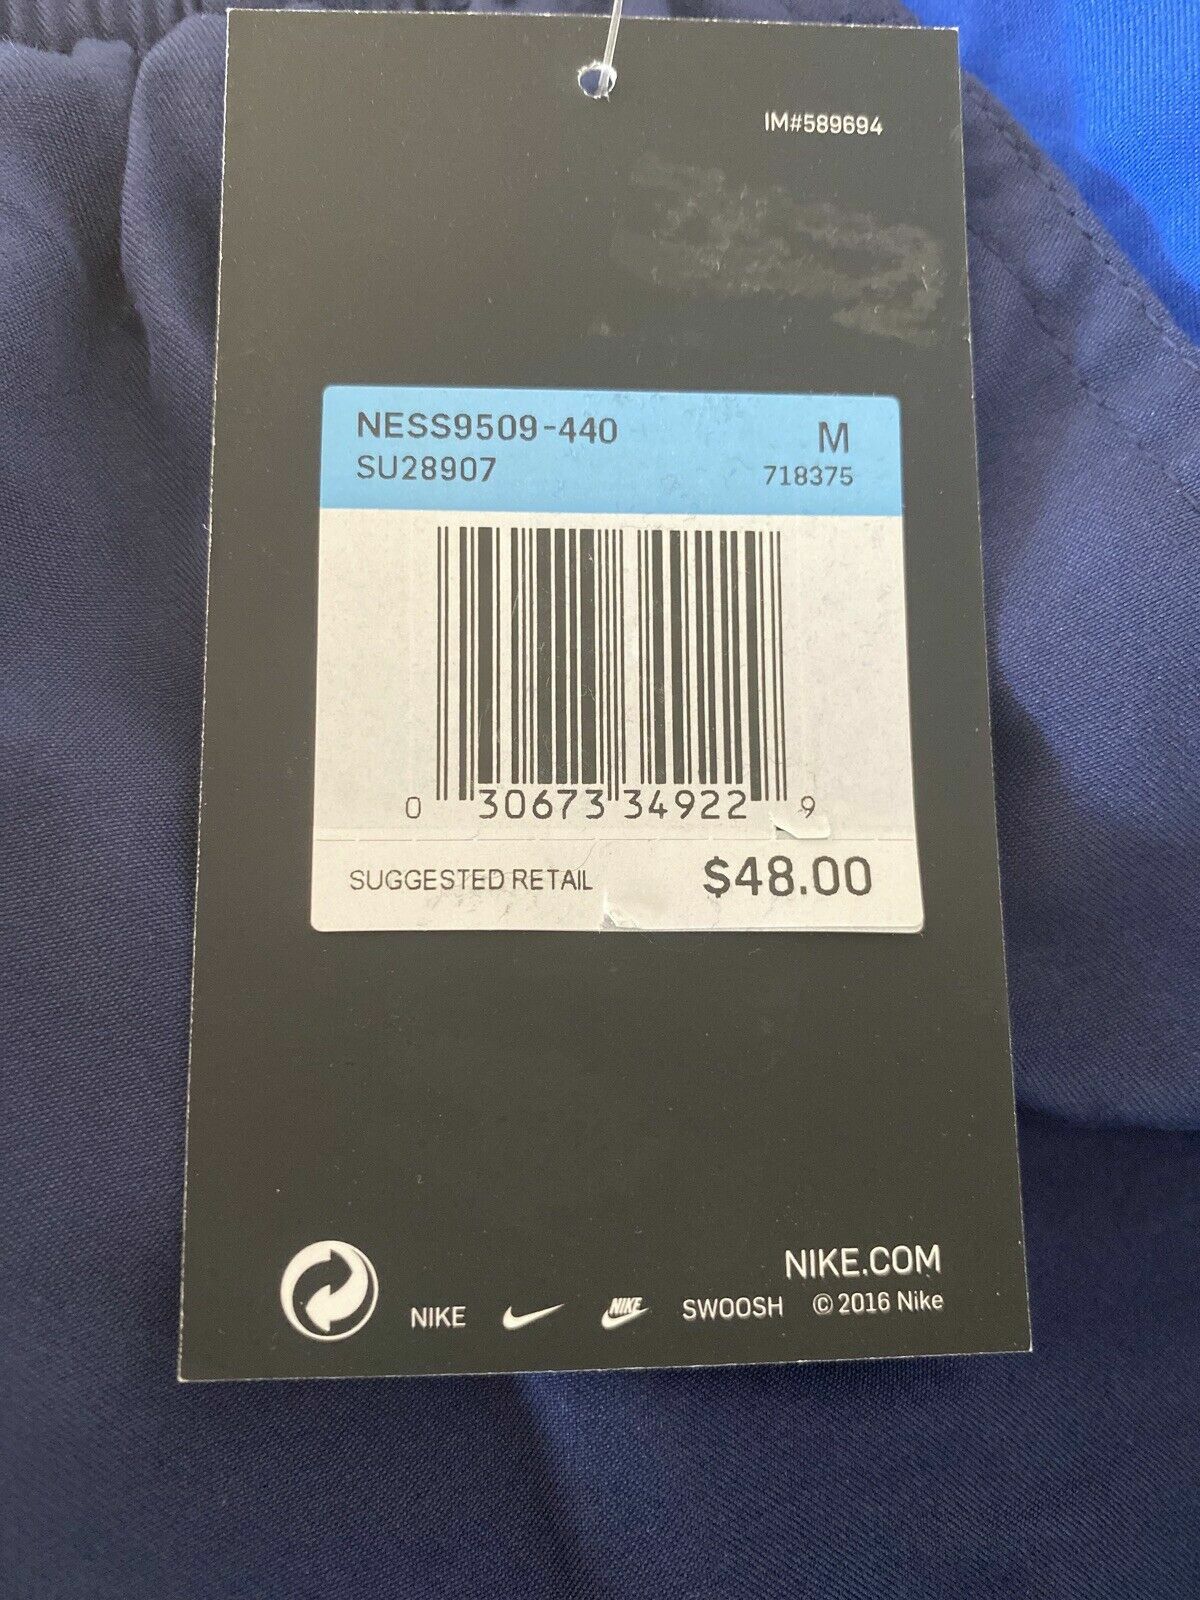 IM#589694
NESS9509-440 M
SU28907 718375
0 30673 34922 9
SUGGESTED RETAIL $48.00
NIKE.COM
NIKE NIKE SWOOSH © 2016 Nike